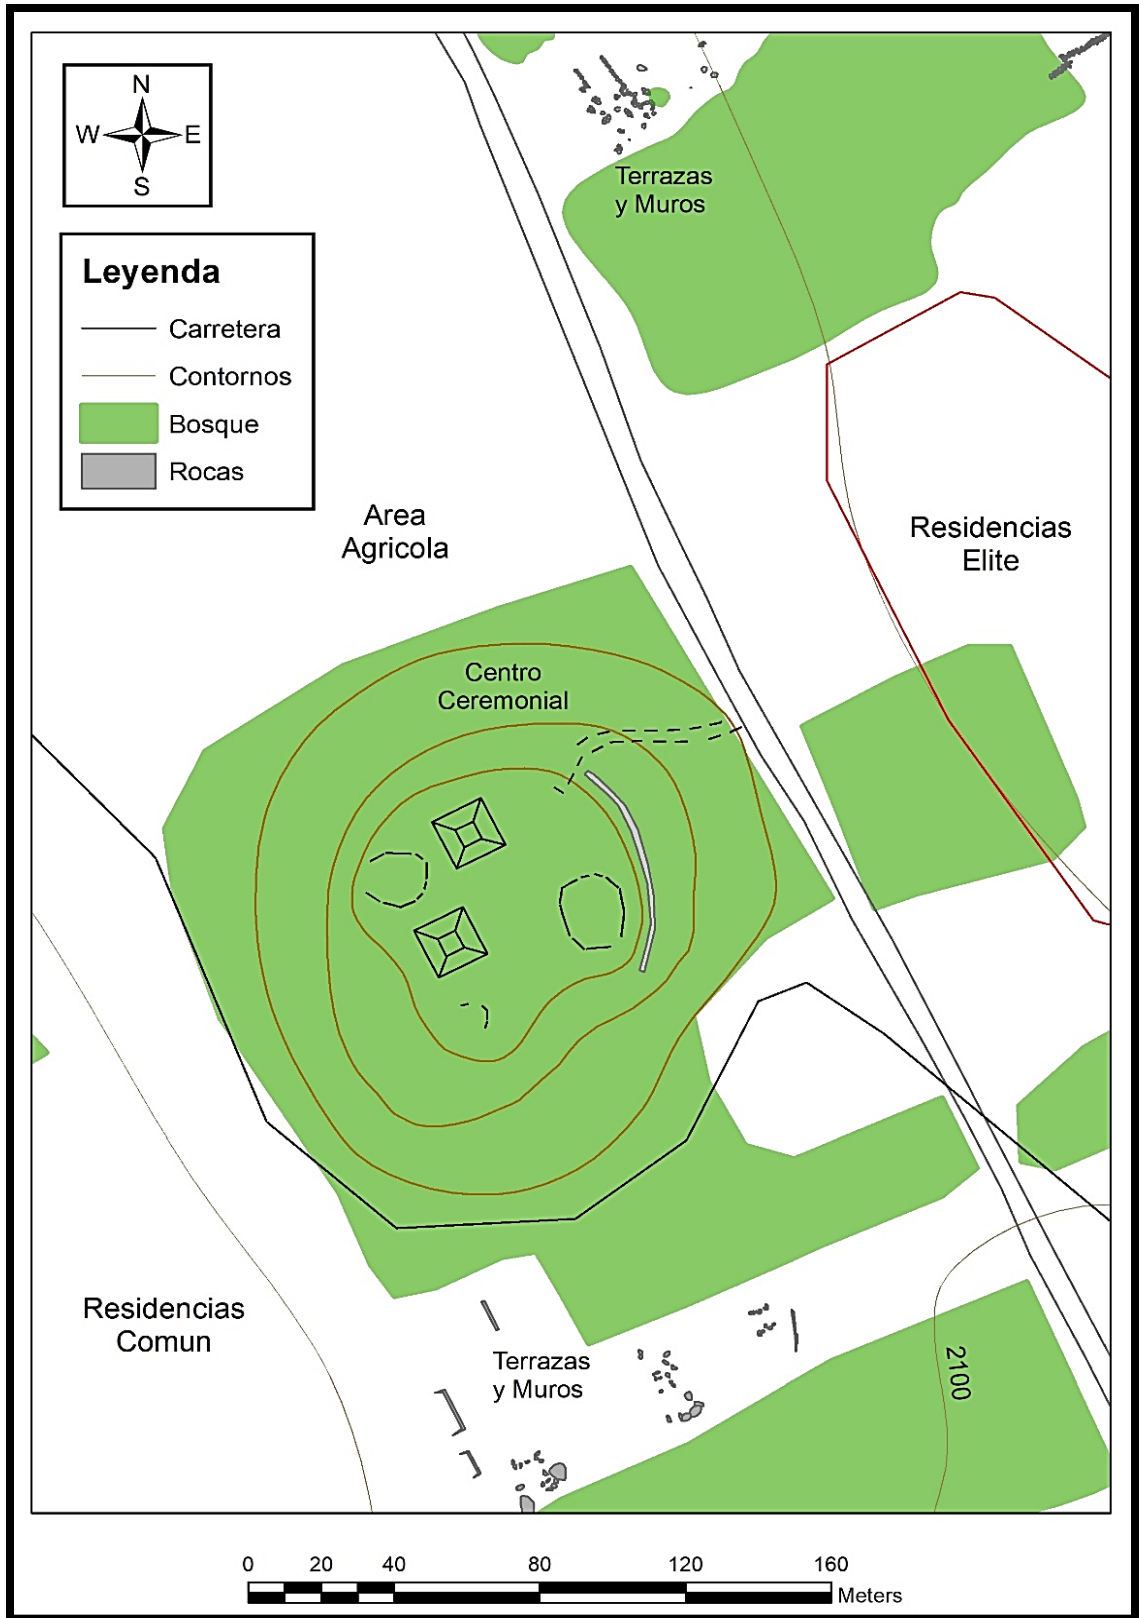 N
W E
S
Leyenda
Carretera
Contornos
Bosque
Rocas
Terrazas
y Muros
Area
Agricola
Residencias
Elite
Centro
Ceremonial
Residencias
Comun
Terrazas
y Muros
2100
0 20 40 80 120 160
Meters